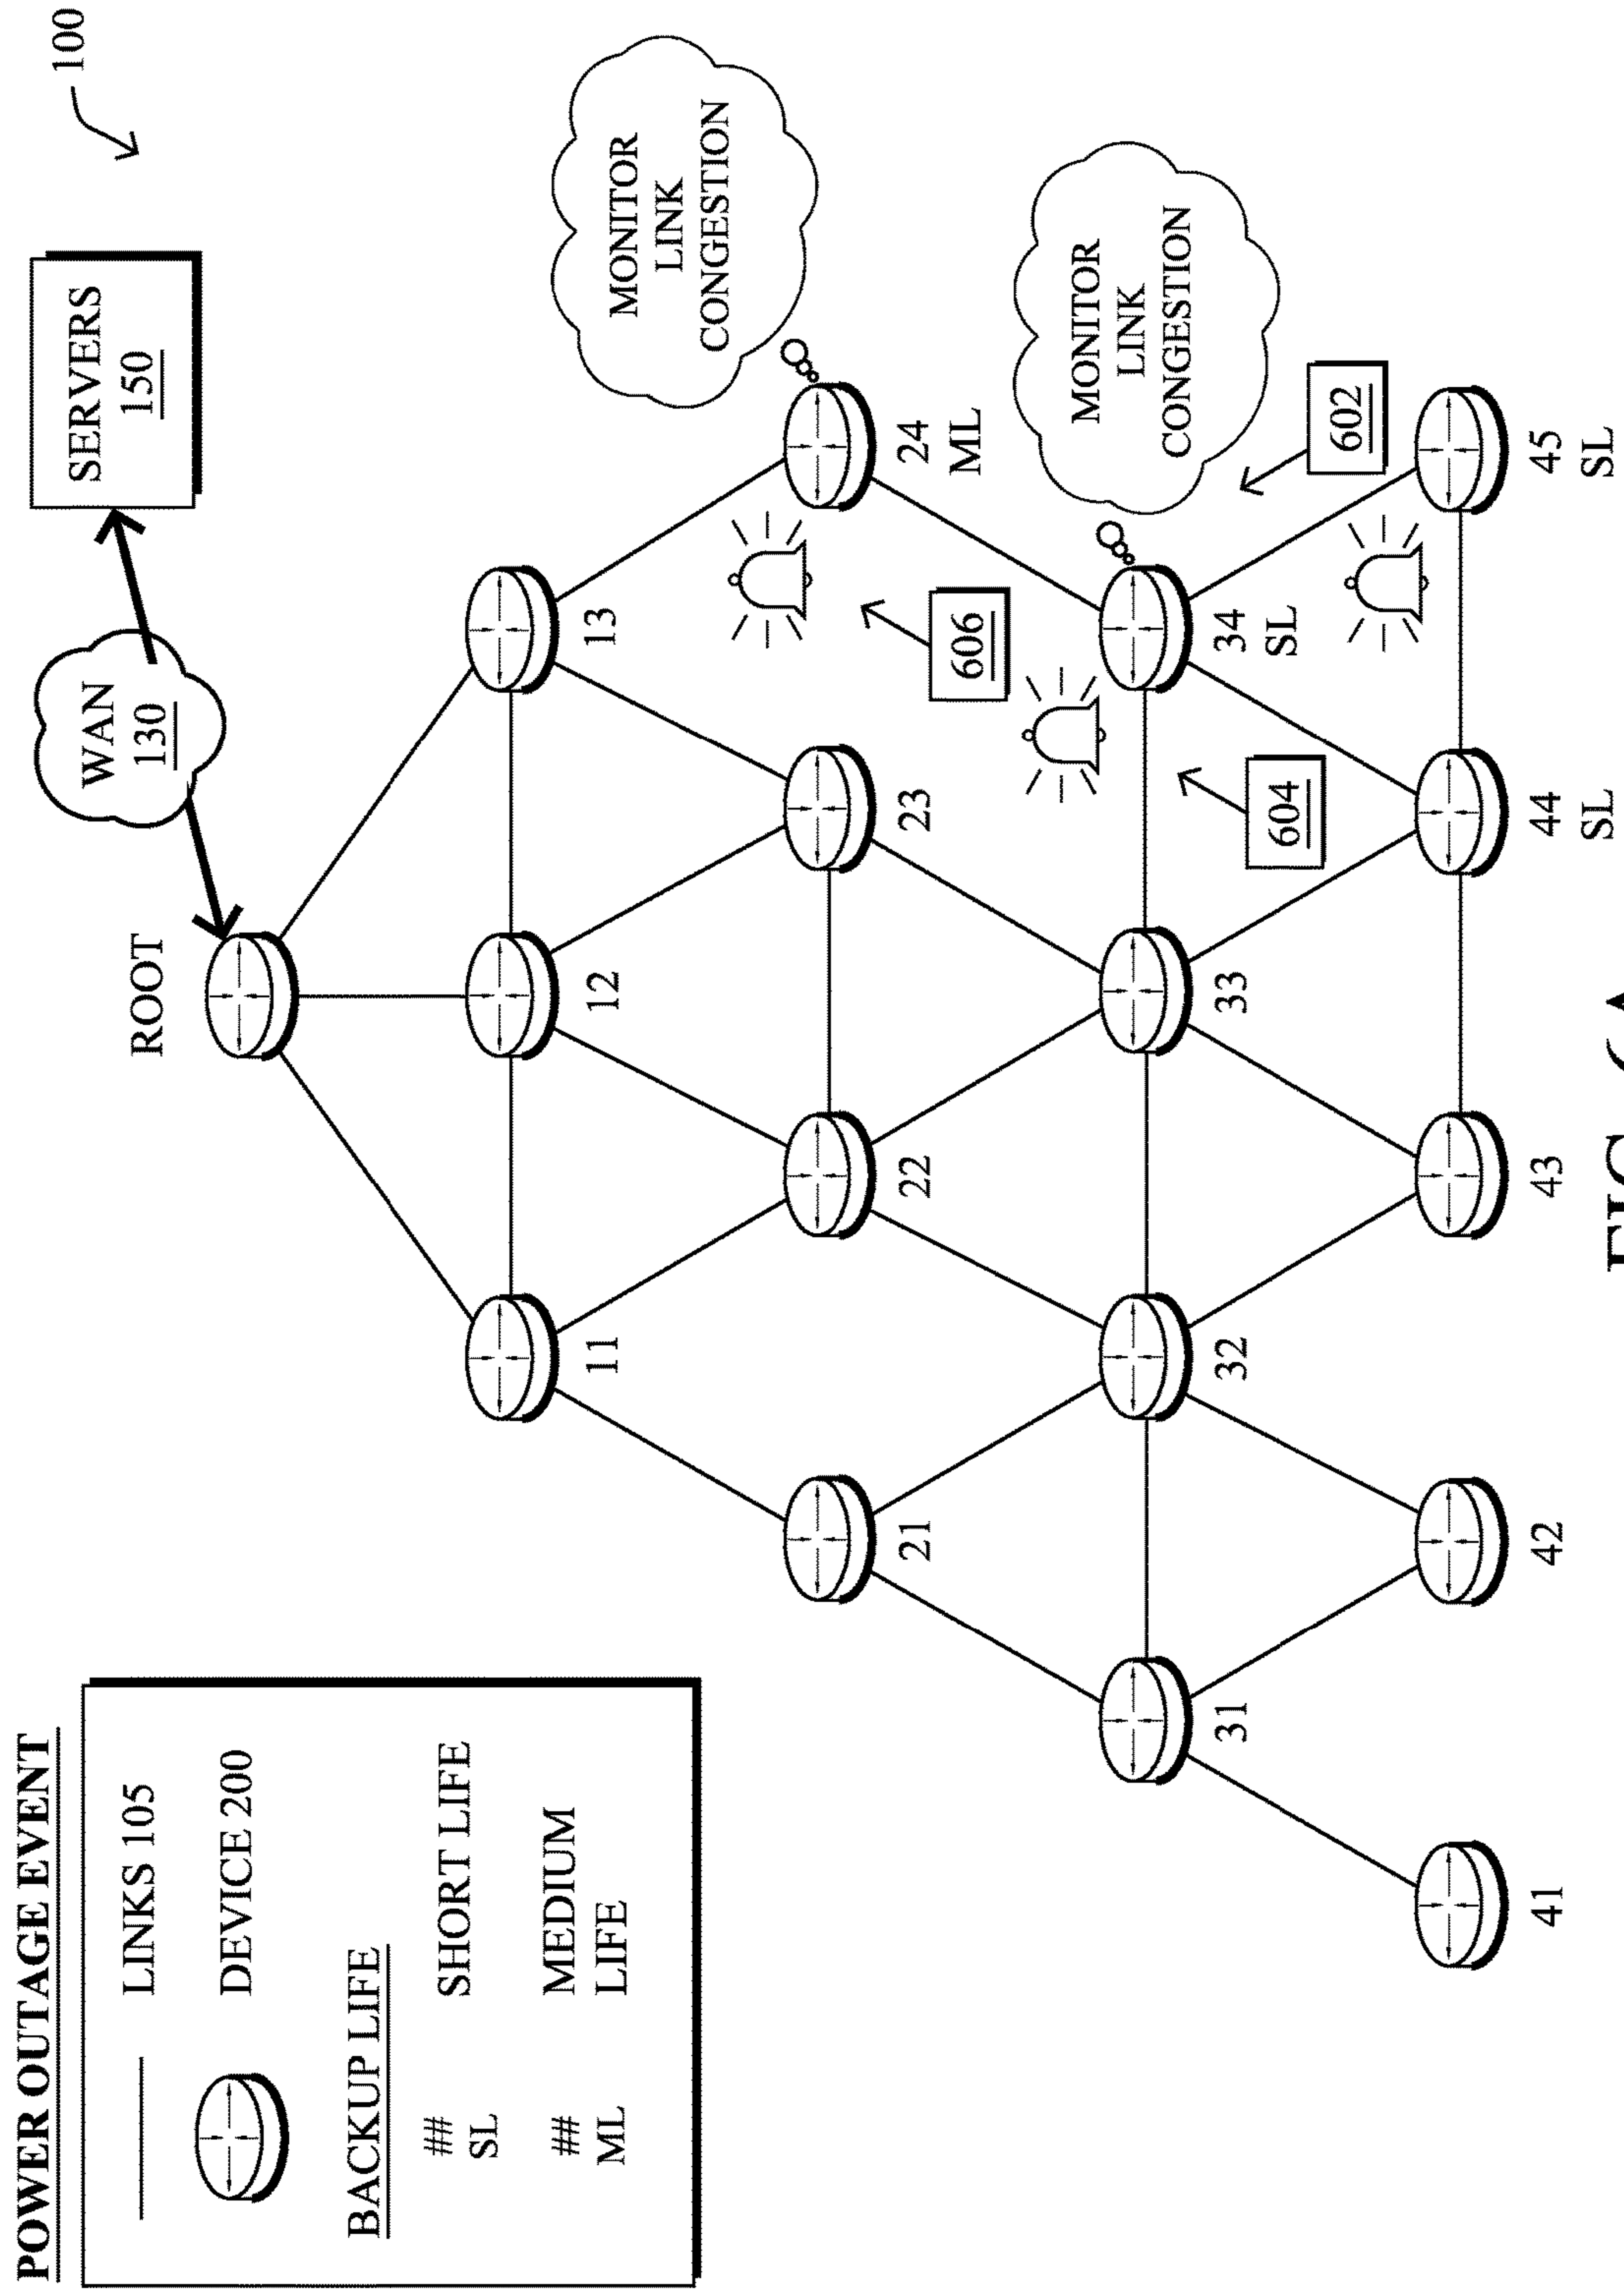 POWER OUTAGE EVENT
LINKS 105
DEVICE 200
BACKUP LIFE
##
SL
SHORT LIFE
##
ML
MEDIUM
LIFE
100
SERVERS
150
WAN
130
ROOT
11
12
13
21
22
23
24
ML
MONITOR
LINK
CONGESTION
606
31
32
33
34
SL
MONITOR
LINK
CONGESTION
604
602
41
42
43
44
SL
45
SL